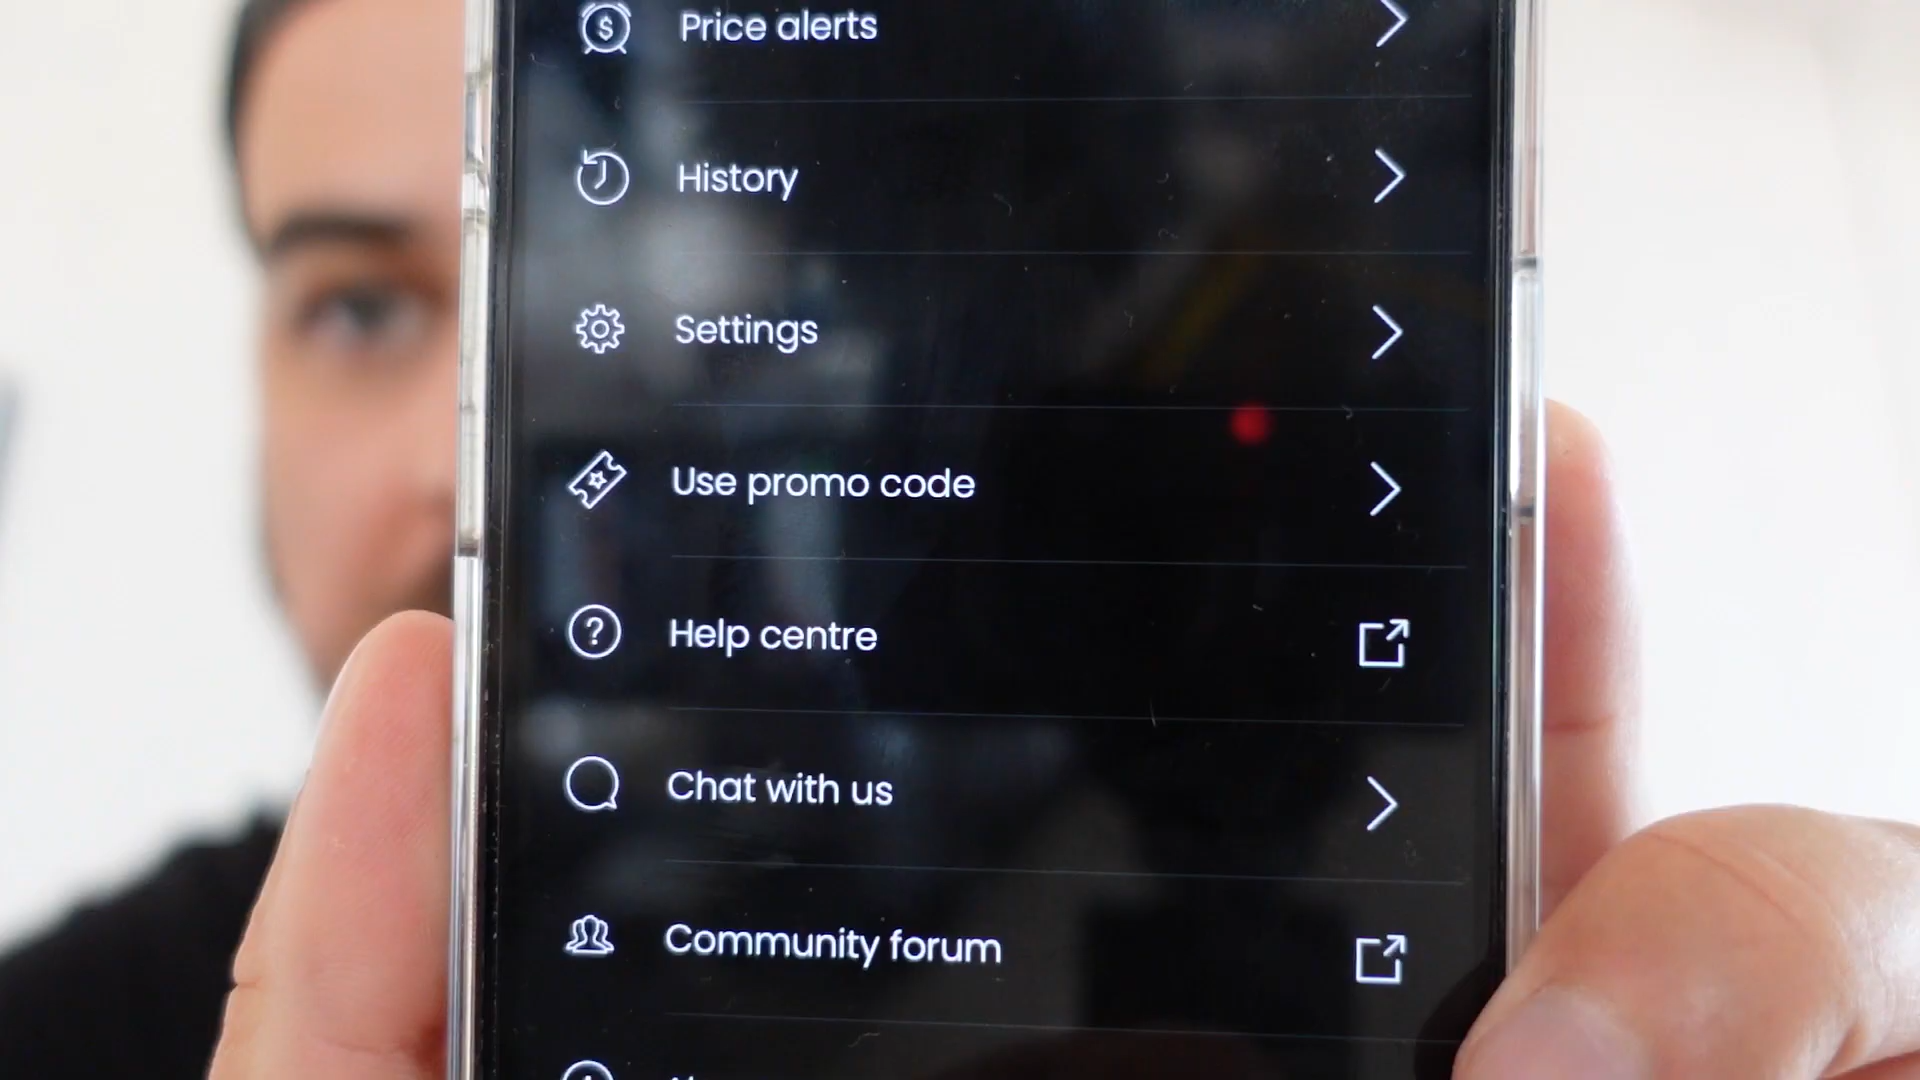 Price alerts
History
Settings
Use promo code
Help centre
Chat with us
Community forum